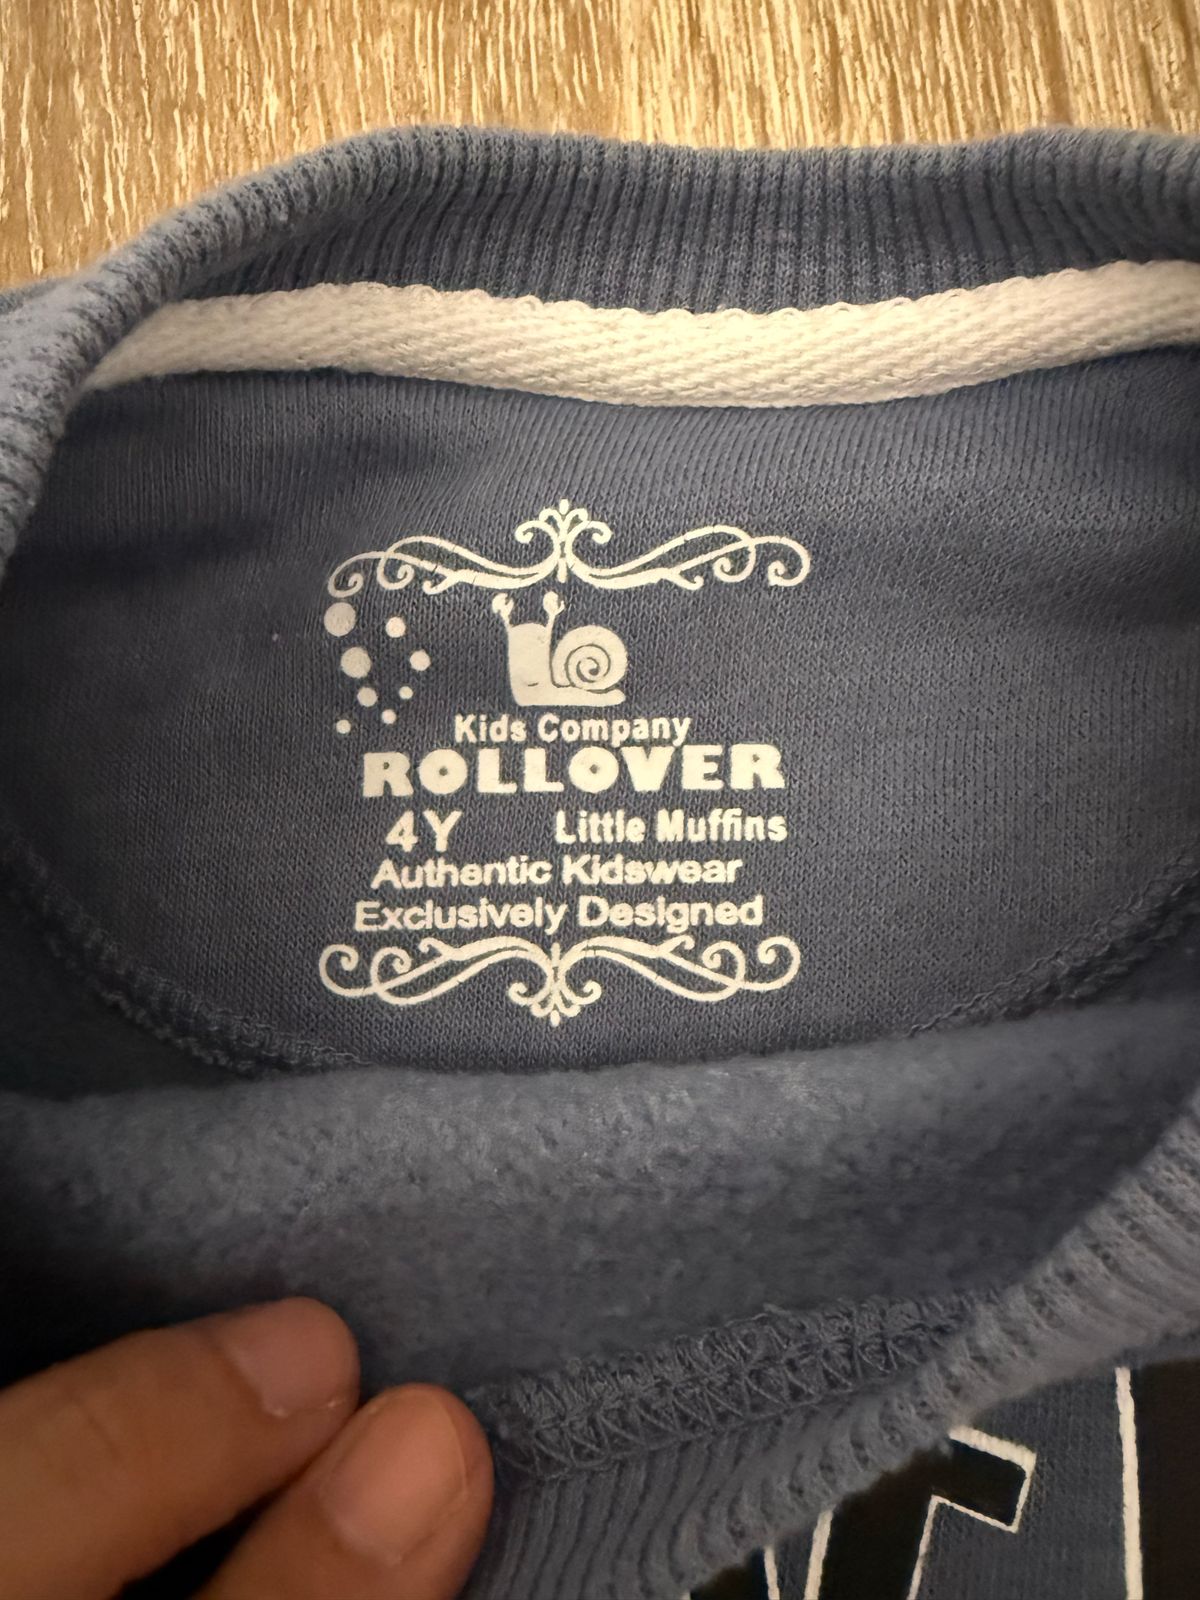 Kids Company
ROLLOVER
4Y Little Muffins
Authentic Kidswear
Exclusively Designed